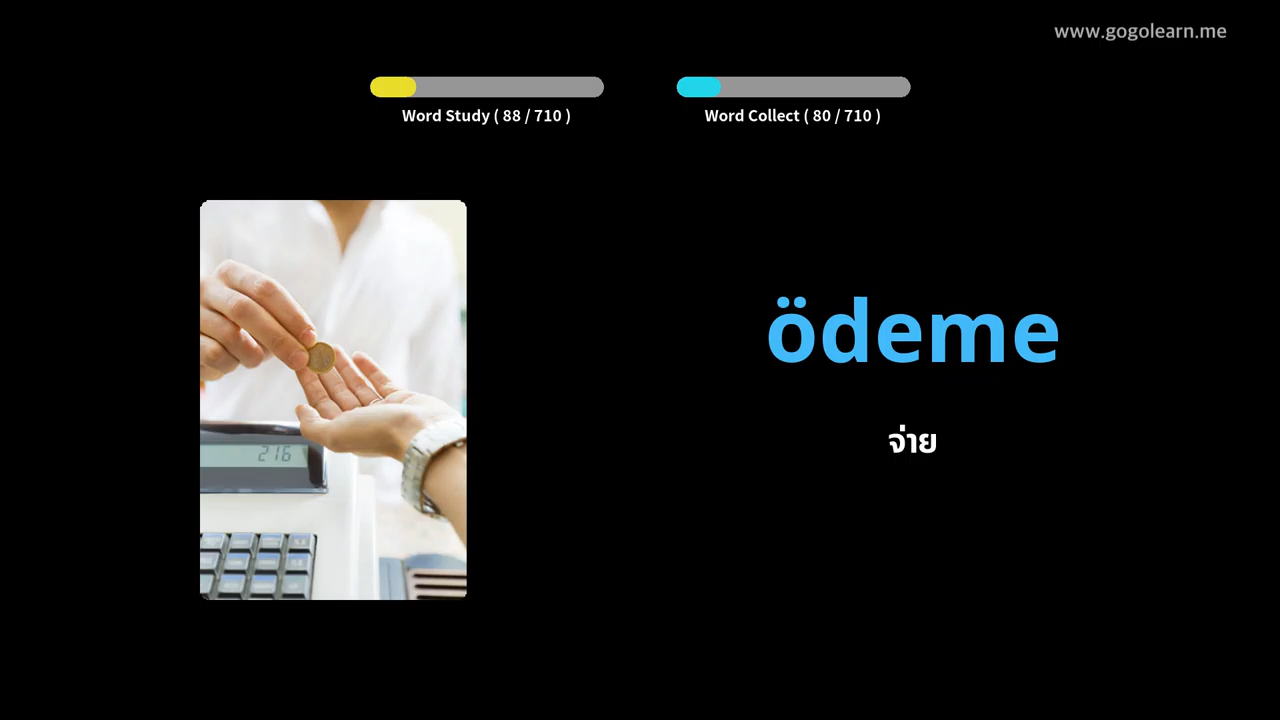 www.gogolearn.me
Word Study ( 88 / 710 )
Word Collect ( 80 / 710 )
216
ödeme
จ่าย